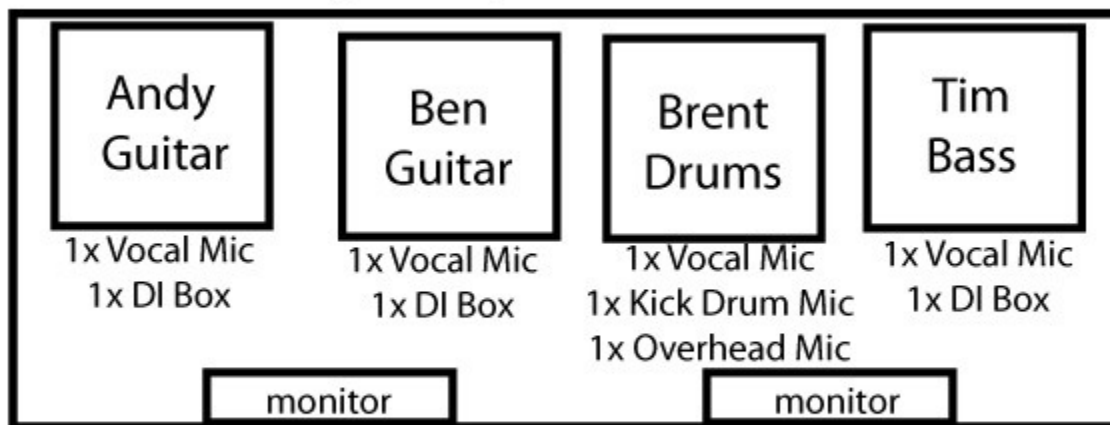 Andy
Guitar
1x Vocal Mic
1x DI Box
Ben
Guitar
1x Vocal Mic
1x DI Box
Brent
Drums
1x Vocal Mic
1x Kick Drum Mic
1x Overhead Mic
Tim
Bass
1x Vocal Mic
1x DI Box
monitor
monitor